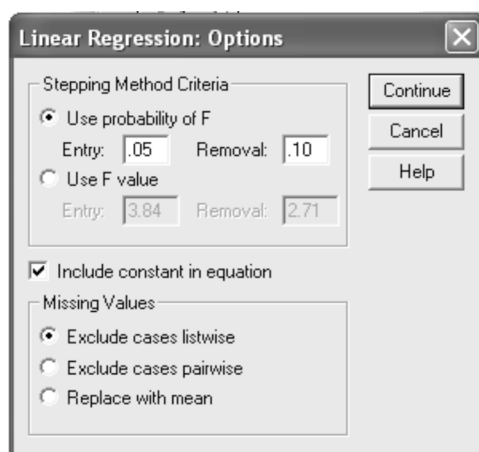 Linear Regression: Options
Stepping Method Criteria
Use probability of F
Entry: .05 Removal: .10
Use F value
Entry: 3.84 Removal: 2.71
Include constant in equation
Missing Values
Exclude cases listwise
Exclude cases pairwise
Replace with mean
Continue
Cancel
Help